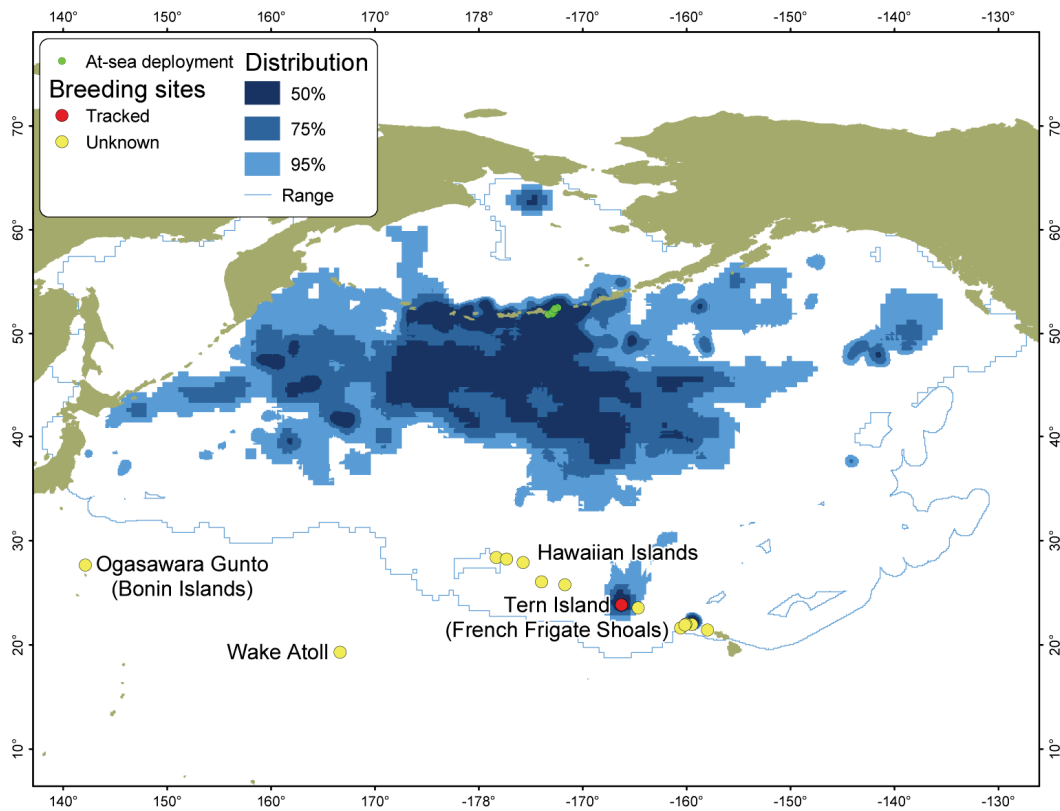 140° 150° 160° 170° 178° -170° -160° -150° -140° -130°
At-sea deployment
Breeding sites
Tracked
Unknown
Distribution
50%
75%
95%
Range
70° 70°
60° 60°
50° 50°
40° 40°
30° 30°
20° 20°
10° 10°
Hawaiian Islands
Ogasawara Gunto
(Bonin Islands)
Tern Island
(French Frigate Shoals)
Wake Atoll
140° 150° 160° 170° -178° -170° -160° -150° -140° -130°